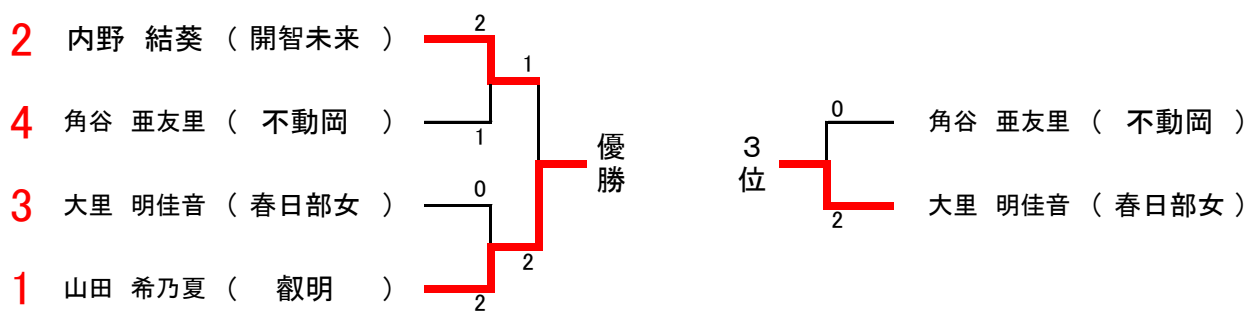 2 内野 結葵 ( 開智未来 ) 2
1
4 角谷 亜友里 ( 不動岡 ) 1
優勝
3 大里 明佳音 ( 春日部女 ) 0
2
1 山田 希乃夏 ( 叡明 ) 2
0 角谷 亜友里 ( 不動岡 )
3位
2 大里 明佳音 ( 春日部女 )